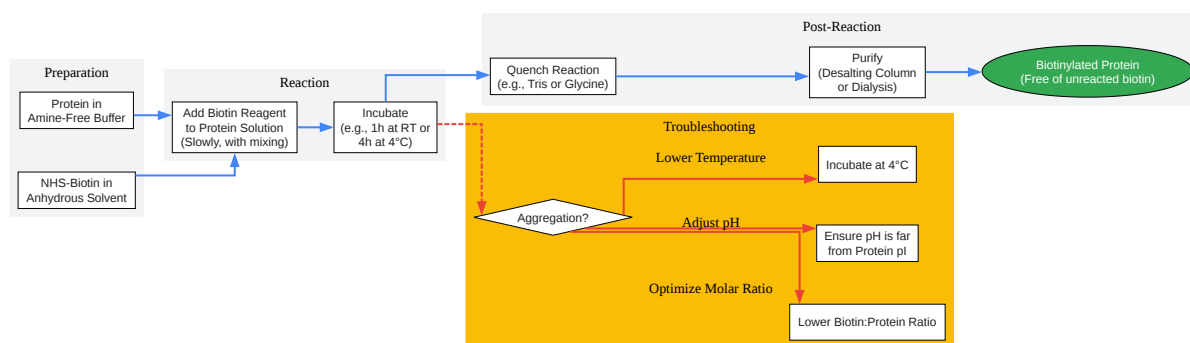 Preparation
Protein in
Amine-Free Buffer
NHS-Biotin in
Anhydrous Solvent
Reaction
Add Biotin Reagent
to Protein Solution
(Slowly, with mixing)
Incubate
(e.g., 1h at RT or
4h at 4°C)
Post-Reaction
Quench Reaction
(e.g., Tris or Glycine)
Purify
(Desalting Column
or Dialysis)
Biotinylated Protein
(Free of unreacted biotin)
Troubleshooting
Aggregation?
Lower Temperature
Incubate at 4°C
Adjust pH
Ensure pH is far
from Protein pI
Optimize Molar Ratio
Lower Biotin:Protein Ratio